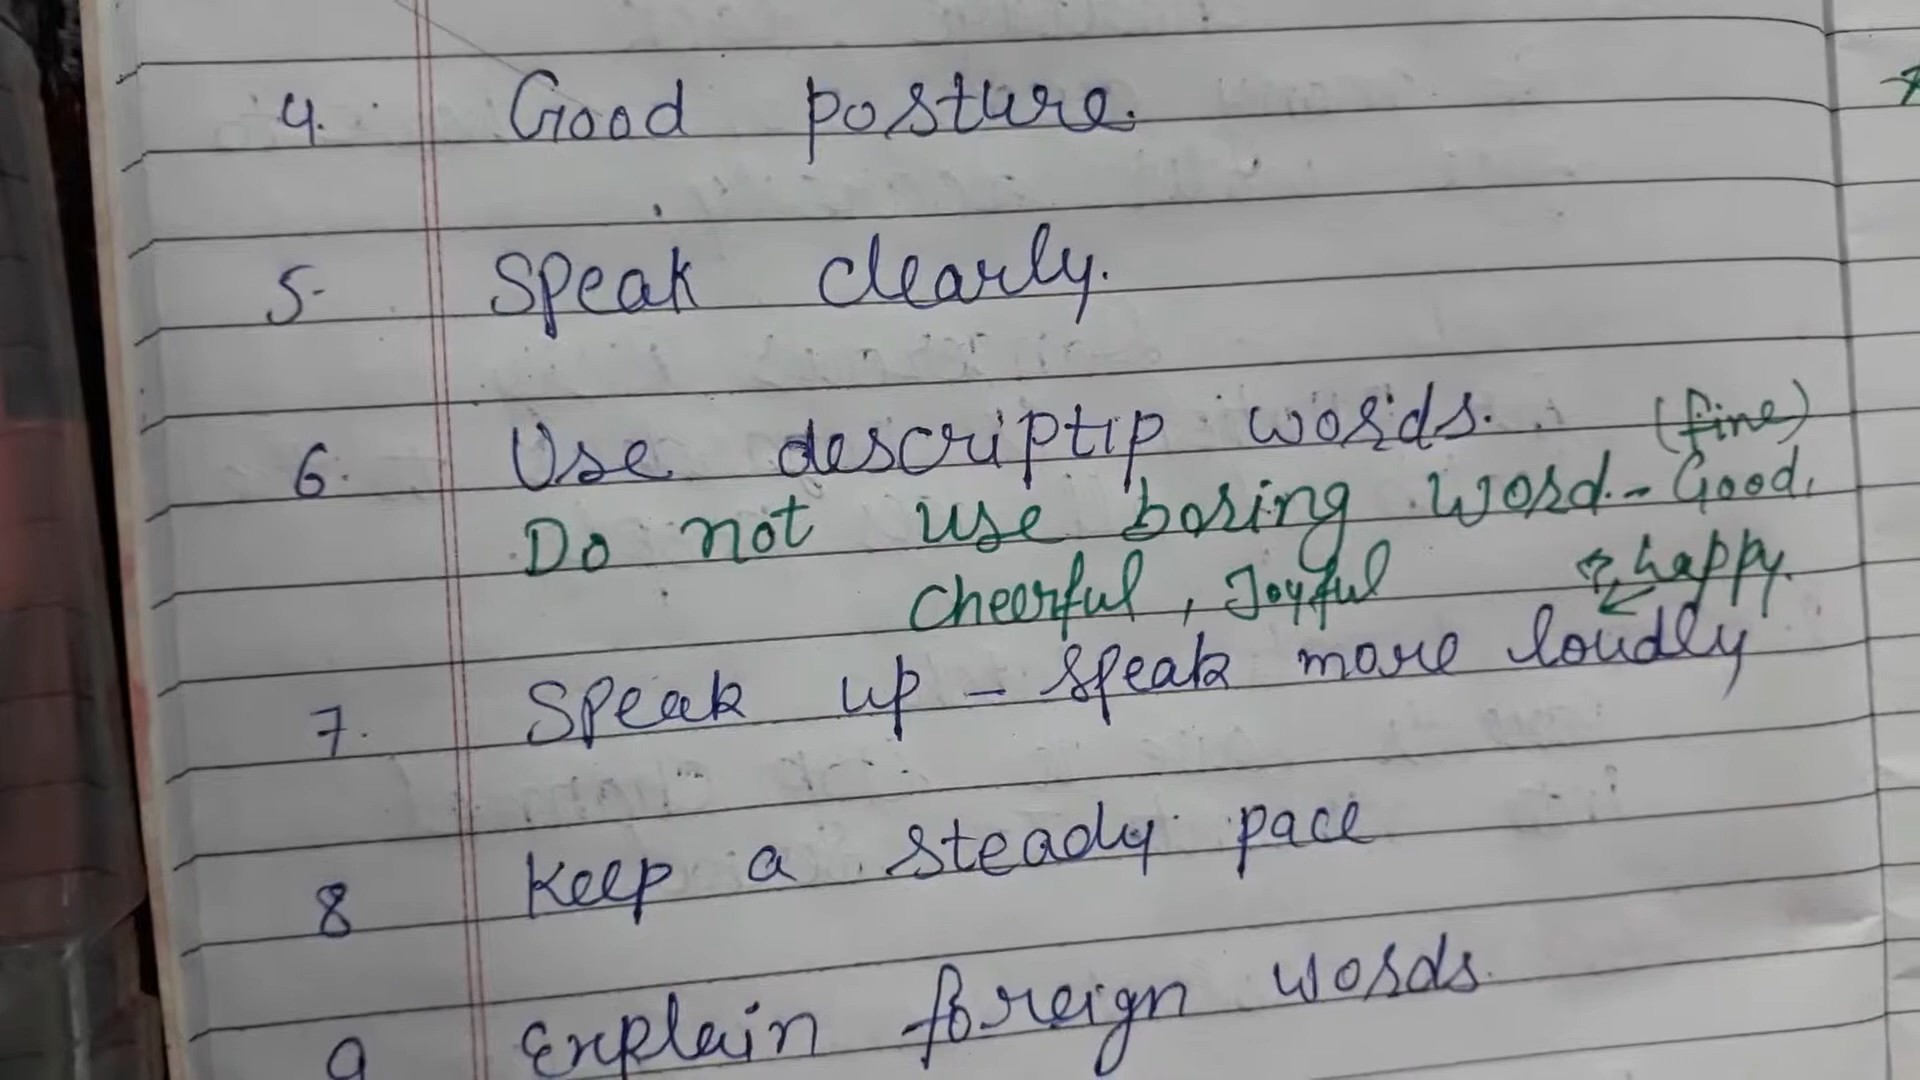 4. Good posture.
5. Speak clearly.
6. Use descriptip words. (fine)
Do not use boring word. - Good.
Cheerful, Joyful happy.
7. Speak up - speak more loudly
8 Keep a steady pace
9 Explain foreign words.